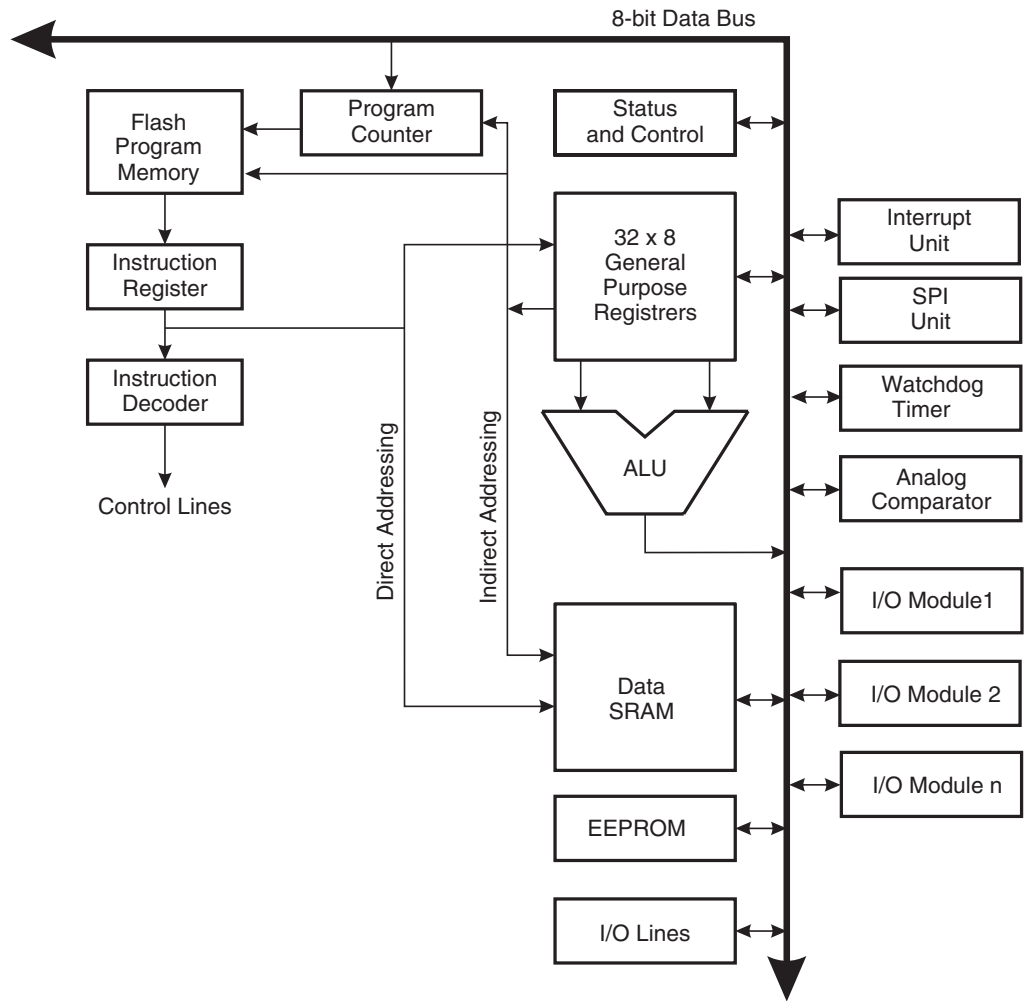 8-bit Data Bus
Flash
Program
Memory
Program
Counter
Status
and Control
32 x 8
General
Purpose
Registrers
Interrupt
Unit
Instruction
Register
SPI
Unit
Instruction
Decoder
Watchdog
Timer
Control Lines
Direct Addressing
Indirect Addressing
ALU
Analog
Comparator
I/O Module1
Data
SRAM
I/O Module 2
I/O Module n
EEPROM
I/O Lines